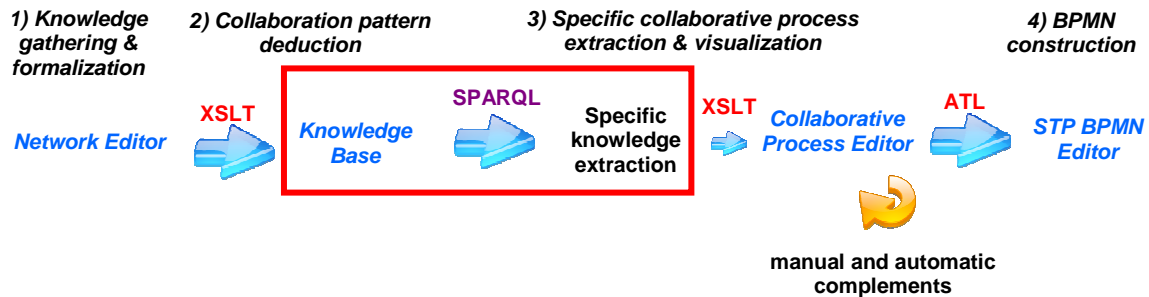 1) Knowledge
gathering &
formalization
2) Collaboration pattern
deduction
3) Specific collaborative process
extraction & visualization
4) BPMN
construction
Network Editor
XSLT
Knowledge
Base
SPARQL
Specific
knowledge
extraction
XSLT
Collaborative
Process Editor
ATL
STP BPMN
Editor
manual and automatic
complements